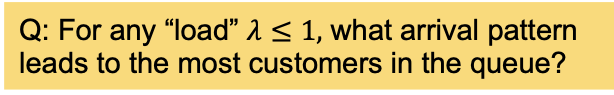 Q: For any “load” 𝜆 ≤ 1, what arrival pattern
leads to the most customers in the queue?